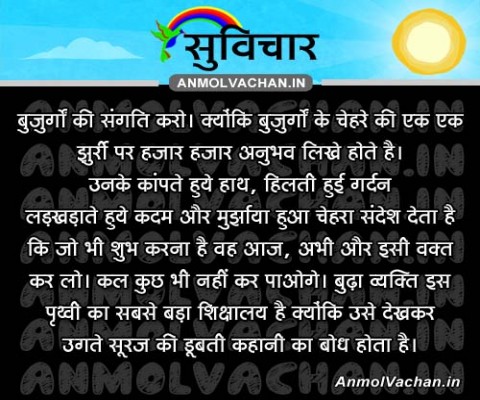 सुविचार
ANMOLVACHAN.IN
बुजुर्गों की संगति करो। क्योंकि बुजुर्गों के चेहरे की एक एक
झुर्री पर हजार हजार अनुभव लिखे होते है।
उनके कांपते हुये हाथ, हिलती हुई गर्दन
लड़खड़ाते हुये कदम और मुर्झाया हुआ चेहरा संदेश देता है
कि जो भी शुभ करना है वह आज, अभी और इसी वक्त
कर लो। कल कुछ भी नहीं कर पाओगे। बुढ़ा व्यक्ति इस
पृथ्वी का सबसे बड़ा शिक्षालय है क्योंकि उसे देखकर
उगते सूरज की डूबती कहानी का बोध होता है।
AnmolVachan.in